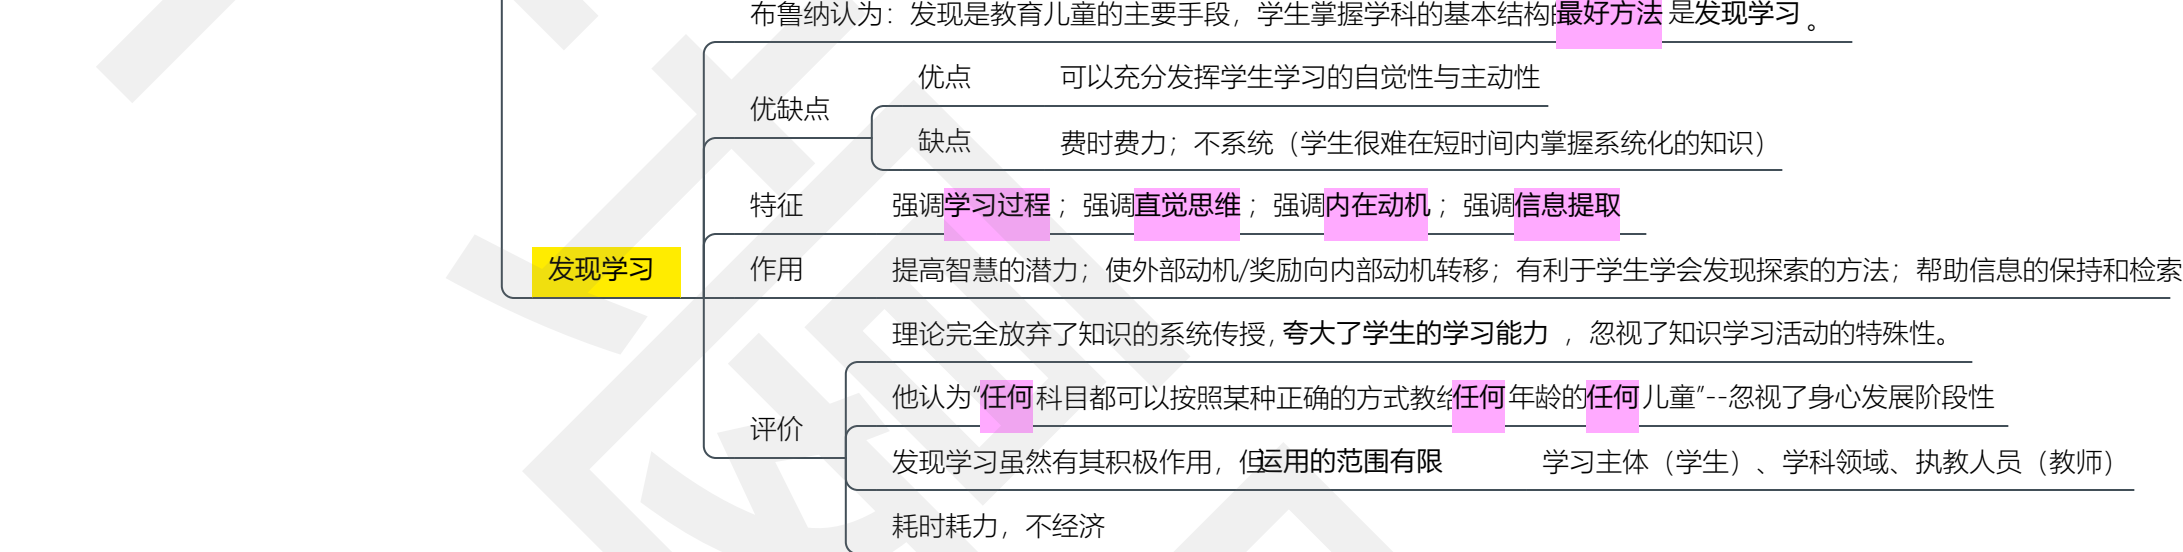 布鲁纳认为：发现是教育儿童的主要手段，学生掌握学科的基本结构的最好方法是发现学习。
优缺点
优点 可以充分发挥学生学习的自觉性与主动性
缺点 费时费力；不系统（学生很难在短时间内掌握系统化的知识）
特征 强调学习过程；强调直觉思维；强调内在动机；强调信息提取
发现学习
作用 提高智慧的潜力；使外部动机/奖励向内部动机转移；有利于学生学会发现探索的方法；帮助信息的保持和检索
理论完全放弃了知识的系统传授，夸大了学生的学习能力，忽视了知识学习活动的特殊性。
他认为“任何科目都可以按照某种正确的方式教给任何年龄的任何儿童”--忽视了身心发展阶段性
评价
发现学习虽然有其积极作用，但运用的范围有限 学习主体（学生）、学科领域、执教人员（教师）
耗时耗力，不经济